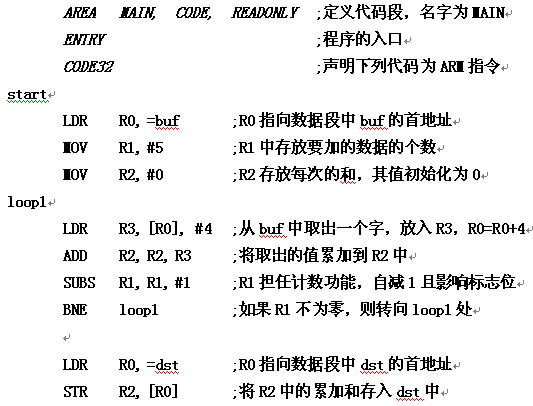 AREA MAIN, CODE, READONLY ;定义代码段，名字为MAIN
ENTRY ;程序的入口
CODE32 ;声明下列代码为ARM指令
start
LDR R0,=buf ;R0指向数据段中buf的首地址
MOV R1,#5 ;R1中存放要加的数据的个数
MOV R2,#0 ;R2存放每次的和，其值初始化为0
loop1
LDR R3,[R0],#4 ;从buf中取出一个字，放入R3，R0=R0+4
ADD R2,R2,R3 ;将取出的值累加到R2中
SUBS R1,R1,#1 ;R1担任计数功能，自减1且影响标志位
BNE loop1 ;如果R1不为零，则转向loop1处
LDR R0,=dst ;R0指向数据段中dst的首地址
STR R2,[R0] ;将R2中的累加和存入dst中